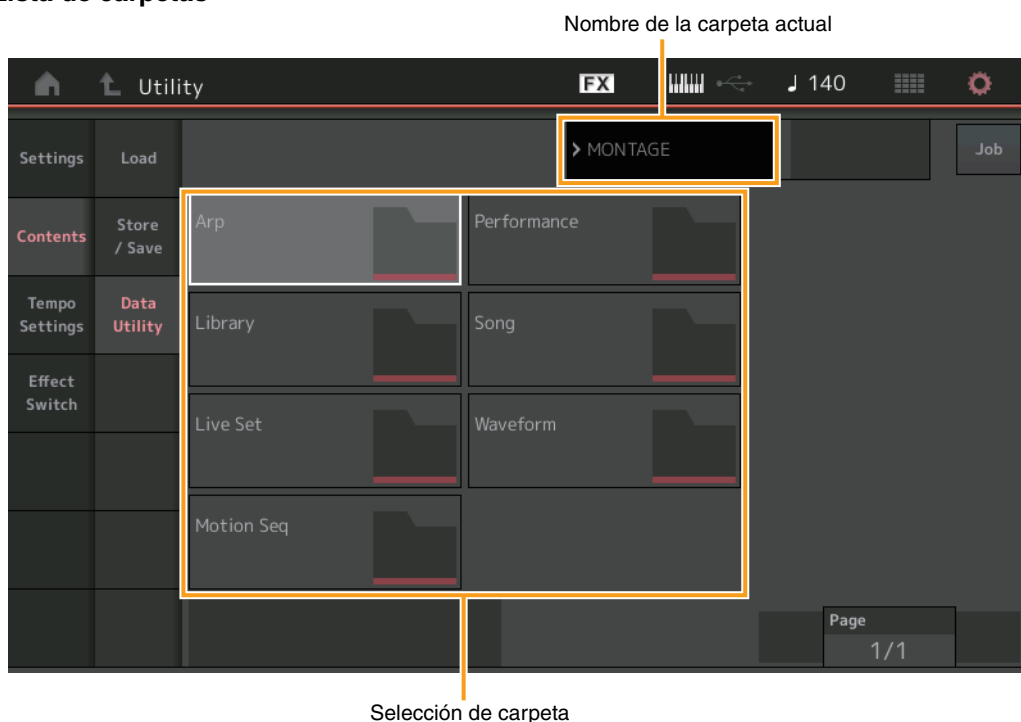 Lista de carpetas
Nombre de la carpeta actual
Utility
FX
140
Settings
Load
> MONTAGE
Job
Contents
Store
/ Save
Arp
Performance
Tempo
Settings
Data
Utility
Library
Song
Effect
Switch
Live Set
Waveform
Motion Seq
Page
1/1
Selección de carpeta